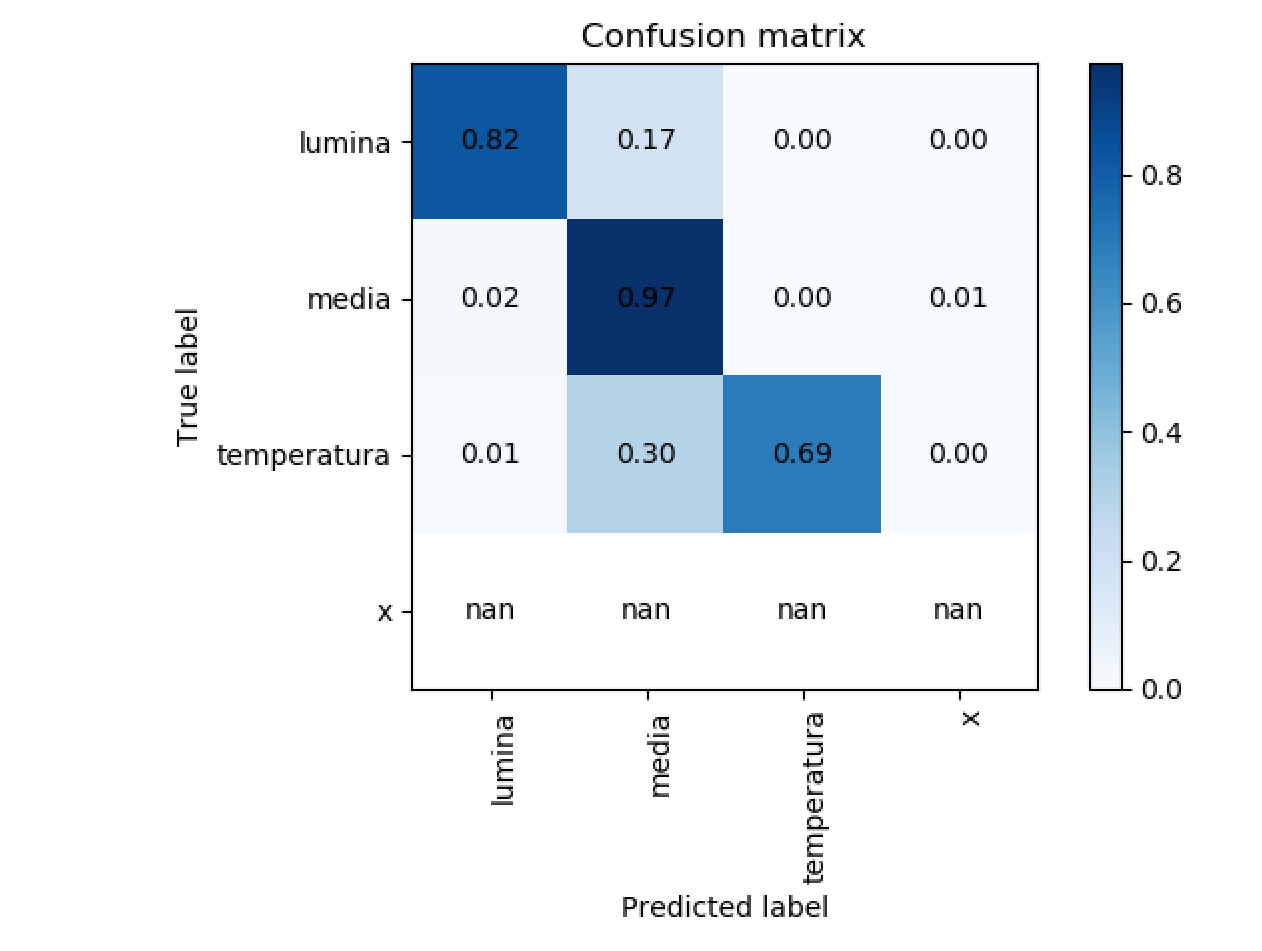 Confusion matrix
lumina 0.82 0.17 0.00 0.00
media 0.02 0.97 0.00 0.01
temperatura 0.01 0.30 0.69 0.00
x nan nan nan nan
True label
lumina media temperatura x
Predicted label
0.8
0.6
0.4
0.2
0.0